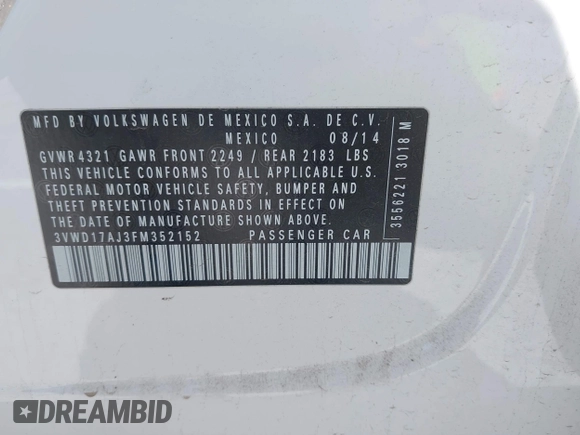 MFD BY VOLKSWAGEN DE MEXICO S.A. DE C.V.
MEXICO 08/14
GVWR 4321 GAWR FRONT 2249 / REAR 2183 LBS
THIS VEHICLE CONFORMS TO ALL APPLICABLE U.S.
FEDERAL MOTOR VEHICLE SAFETY, BUMPER AND
THEFT PREVENTION STANDARDS IN EFFECT ON
THE DATE OF MANUFACTURE SHOWN ABOVE.
3VWD17AJ3FM352152 PASSENGER CAR
3556221 3018 M
DREAMBID